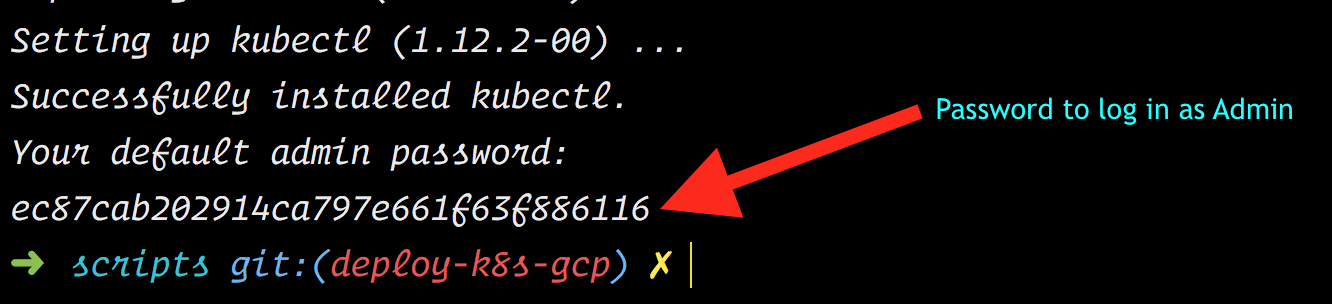 Setting up kubectl (1.12.2-00) ...
Successfully installed kubectl.
Password to log in as Admin
Your default admin password:
ec87cab202914ca797e661f63f886116
➜ scripts git:(deploy-k8s-gcp) ✗